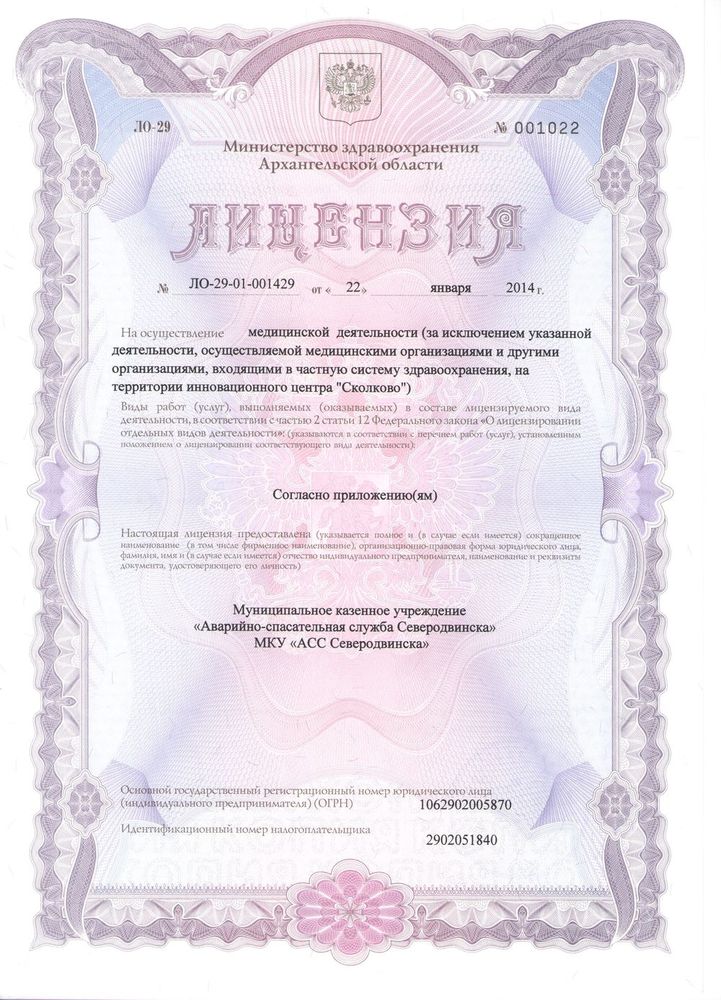 ЛО-29
№ 001022
Министерство здравоохранения
Архангельской области
ЛИЦЕНЗИЯ
№ ЛО-29-01-001429 от « 22» января 2014 г.
На осуществление медицинской деятельности (за исключением указанной
деятельности, осуществляемой медицинскими организациями и другими
организациями, входящими в частную систему здравоохранения, на
территории инновационного центра "Сколково")
Виды работ (услуг), выполняемых (оказываемых) в составе лицензируемого вида
деятельности, в соответствии с частью 2 статьи 12 Федерального закона «О лицензировании
отдельных видов деятельности»: (указываются в соответствии с перечнем работ (услуг), установленным
положением о лицензировании соответствующего вида деятельности):
Согласно приложению(ям)
Настоящая лицензия предоставлена (указывается полное и (в случае если имеется) сокращенное
наименование (в том числе фирменное наименование), организационно-правовая форма юридического лица,
фамилия, имя и (в случае если имеется) отчество индивидуального предпринимателя, наименование и реквизиты
документа, удостоверяющего его личность)
Муниципальное казенное учреждение
«Аварийно-спасательная служба Северодвинска»
МКУ «АСС Северодвинска»
Основной государственный регистрационный номер юридического лица
(индивидуального предпринимателя) (ОГРН) 1062902005870
Идентификационный номер налогоплательщика 2902051840